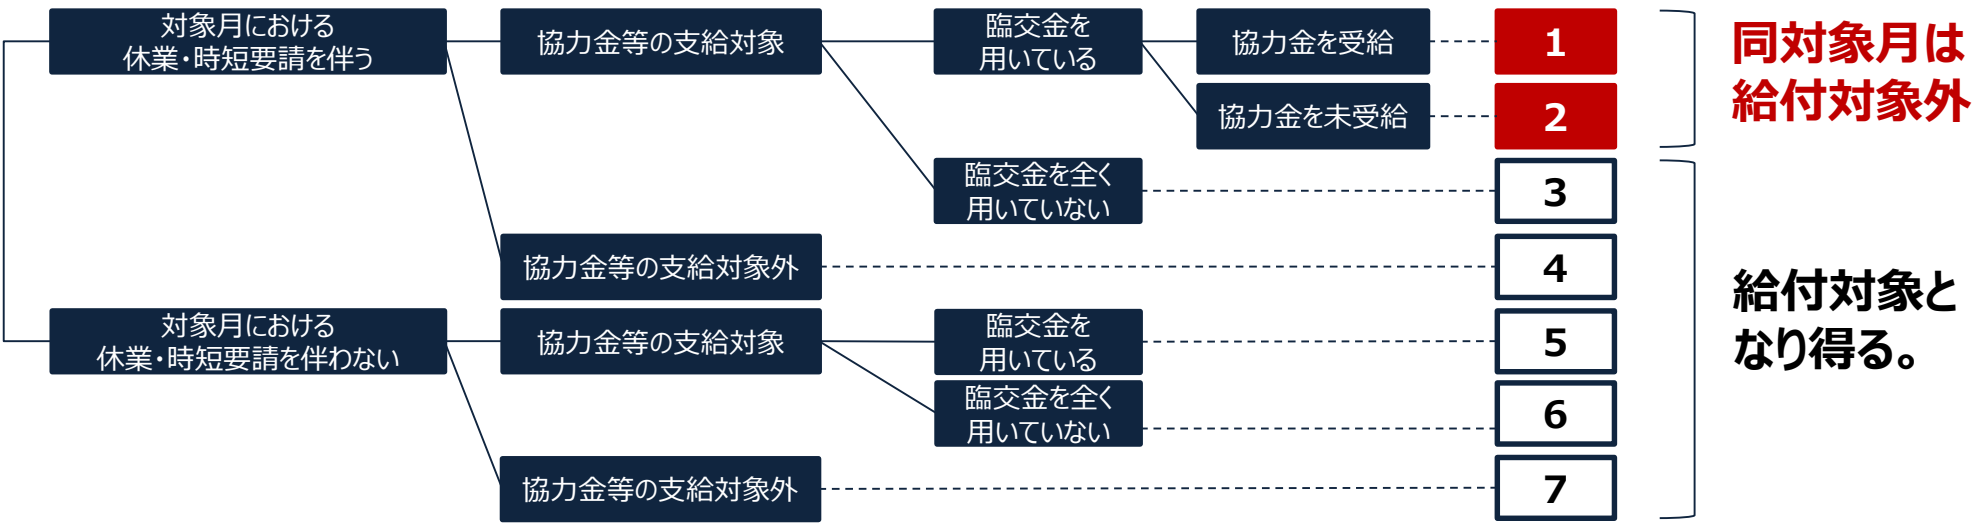 対象月における
休業・時短要請を伴う
協力金等の支給対象
臨交金を
用いている
協力金を受給
1
同対象月は
給付対象外
協力金を未受給
2
臨交金を全く
用いていない
3
協力金等の支給対象外
4
給付対象と
なり得る。
対象月における
休業・時短要請を伴わない
協力金等の支給対象
臨交金を
用いている
5
臨交金を全く
用いていない
6
協力金等の支給対象外
7